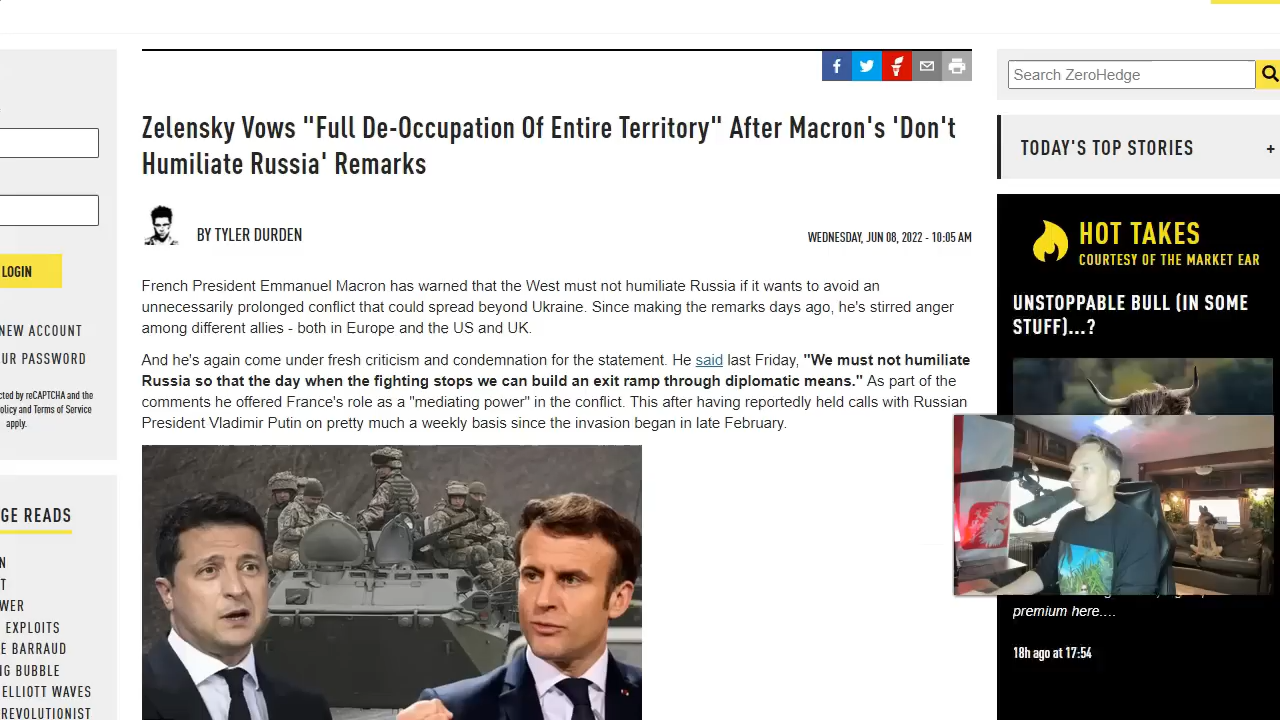 Search ZeroHedge
Zelensky Vows "Full De-Occupation Of Entire Territory" After Macron's 'Don't
Humiliate Russia' Remarks
BY TYLER DURDEN
WEDNESDAY, JUN 08, 2022 - 10:05 AM
French President Emmanuel Macron has warned that the West must not humiliate Russia if it wants to avoid an
unnecessarily prolonged conflict that could spread beyond Ukraine. Since making the remarks days ago, he's stirred anger
among different allies - both in Europe and the US and UK.
And he's again come under fresh criticism and condemnation for the statement. He said last Friday, "We must not humiliate
Russia so that the day when the fighting stops we can build an exit ramp through diplomatic means." As part of the
comments he offered France's role as a "mediating power" in the conflict. This after having reportedly held calls with Russian
President Vladimir Putin on pretty much a weekly basis since the invasion began in late February.
LOGIN
NEW ACCOUNT
UR PASSWORD
cted by reCAPTCHA and the
olicy and Terms of Service
apply.
GE READS
N
T
WER
EXPLOITS
E BARRAUD
NG BUBBLE
ELLIOTT WAVES
REVOLUTIONIST
TODAY'S TOP STORIES +
HOT TAKES
COURTESY OF THE MARKET EAR
UNSTOPPABLE BULL (IN SOME
STUFF)...?
premium here....
18h ago at 17:54